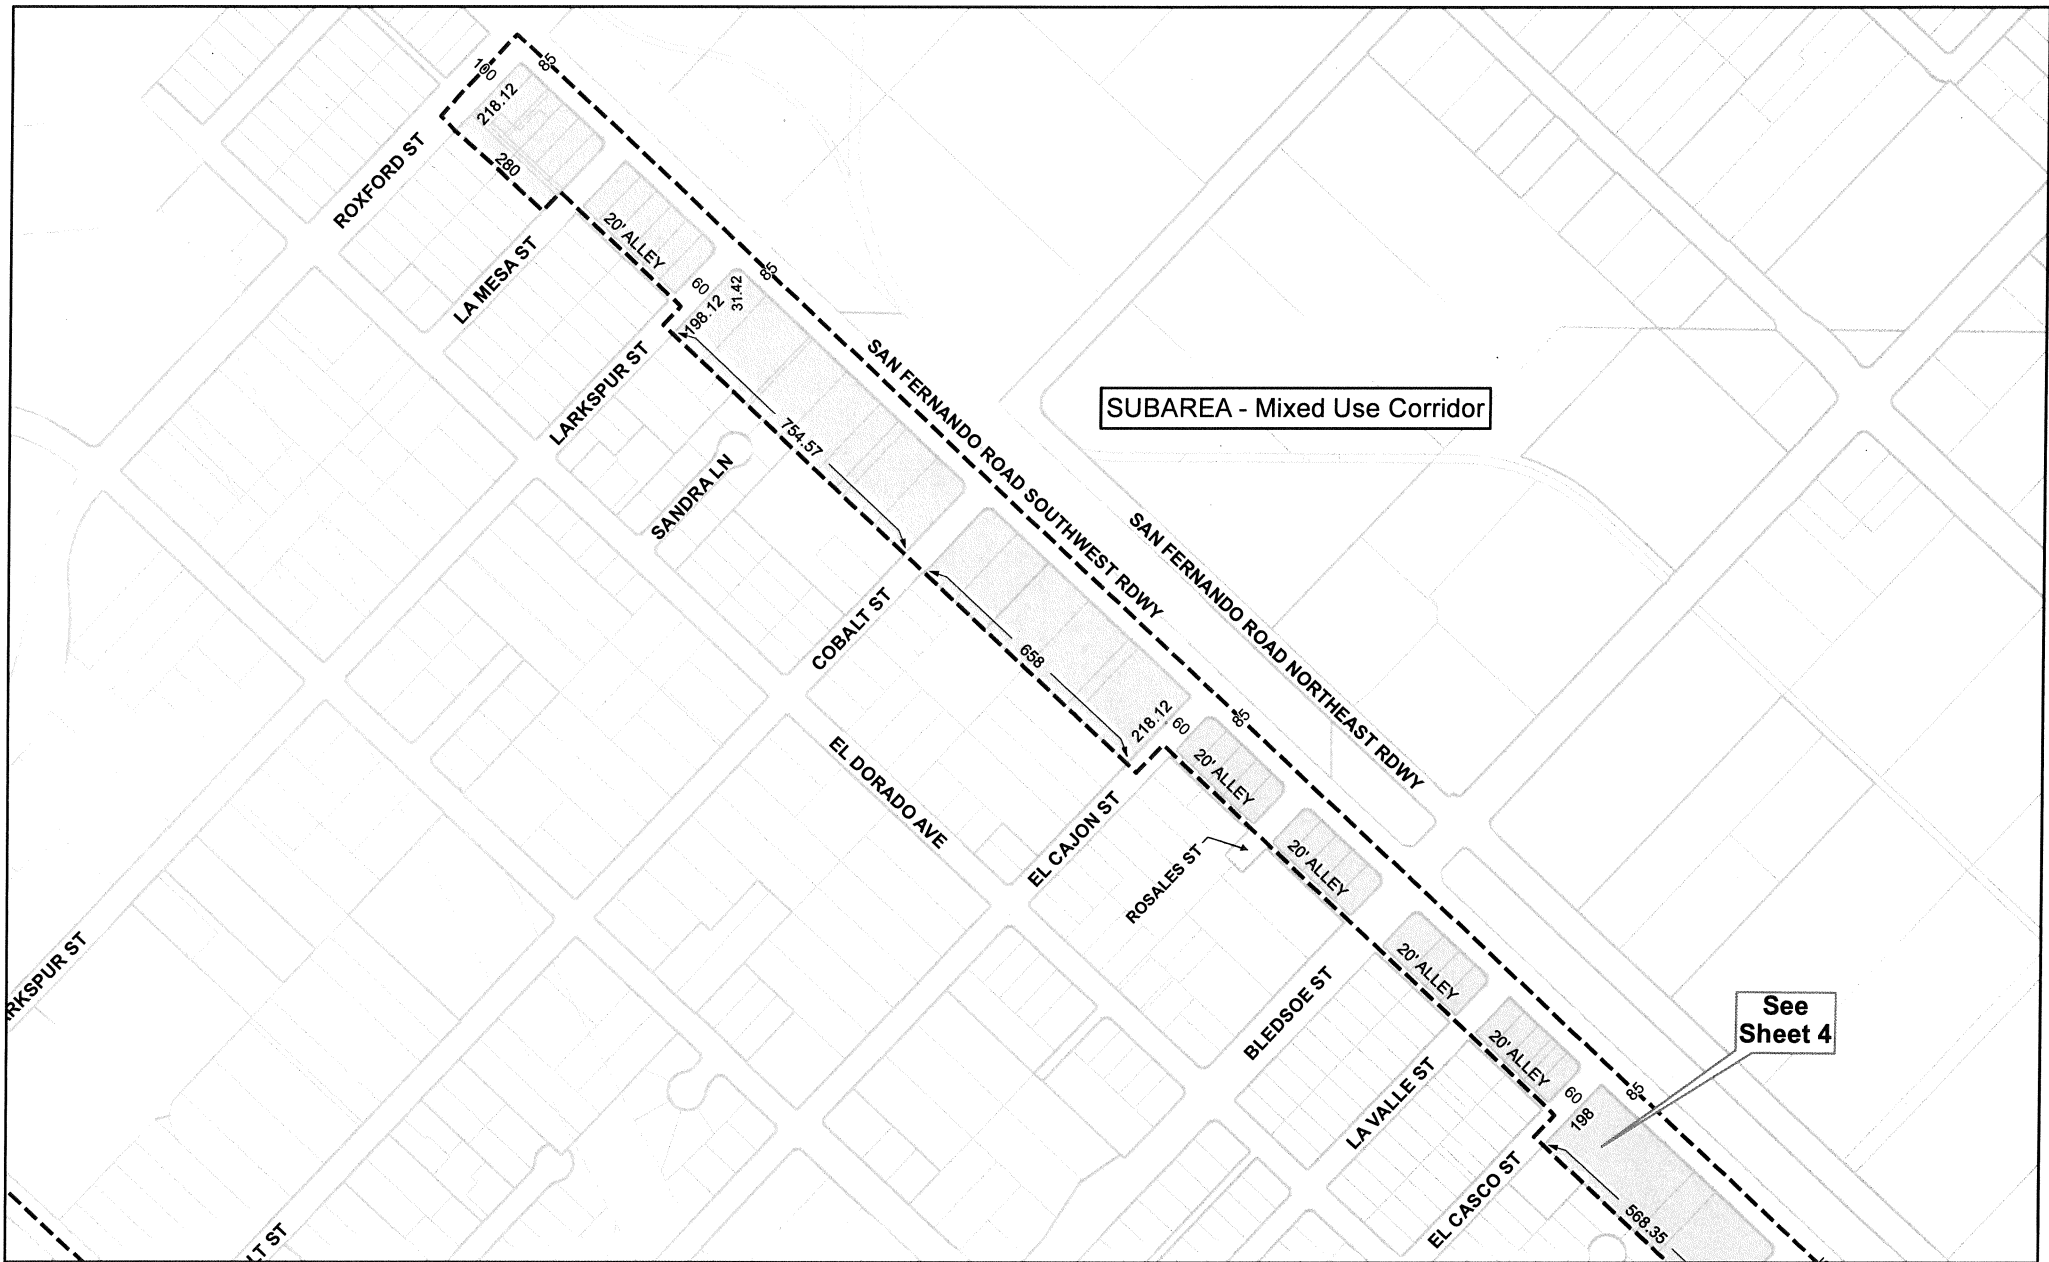 85
100
218.12
ROXFORD ST
280
20' ALLEY
LA MESA ST
85
60
31.42
198.12
LARKSPUR ST
SAN FERNANDO ROAD SOUTHWEST RDWY
SUBAREA - Mixed Use Corridor
754.57
SANDRA LN
SAN FERNANDO ROAD NORTHEAST RDWY
COBALT ST
658
218.12
60
85
20' ALLEY
EL DORADO AVE
EL CAJON ST
ROSALES ST
20' ALLEY
20' ALLEY
ARKSPUR ST
BLEDSOE ST
See
Sheet 4
20' ALLEY
LA VALLE ST
60
85
198
EL CASCO ST
568.35
LT ST